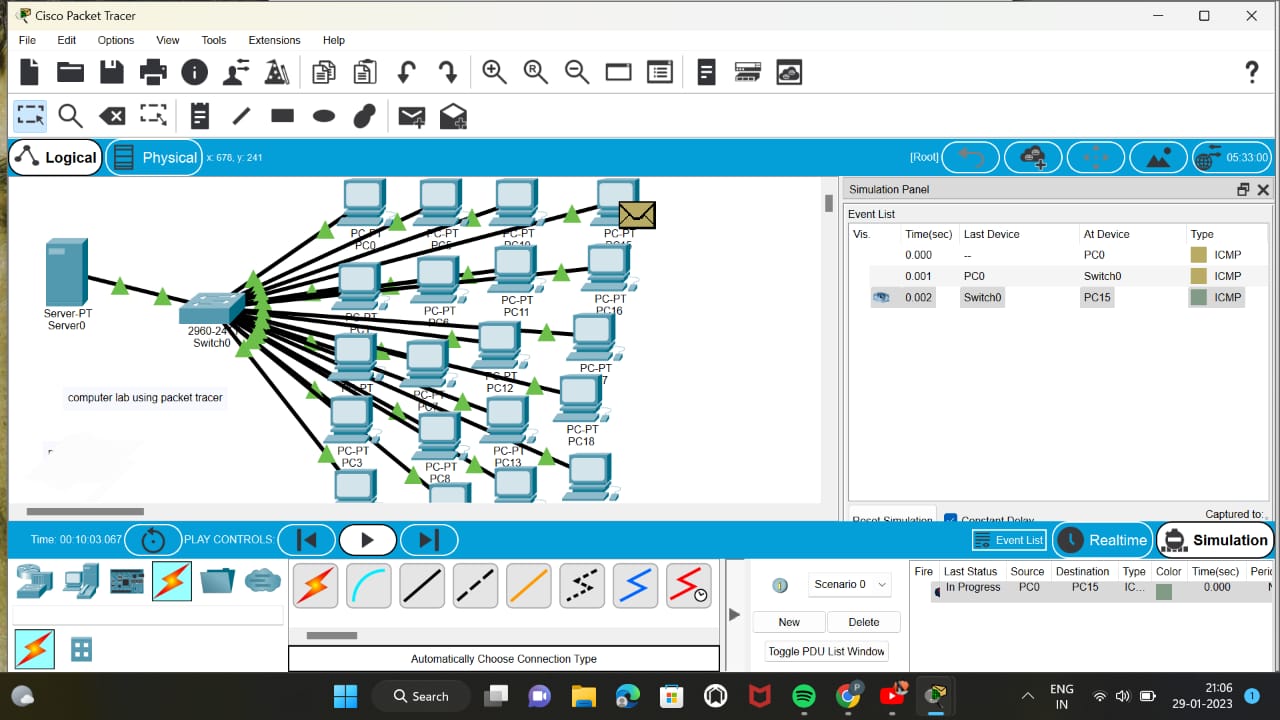 Cisco Packet Tracer
File Edit Options View Tools Extensions Help
Logical Physical x: 678, y: 241 [Root] 05:33:00
Simulation Panel
Event List
Vis. Time(sec) Last Device At Device Type
0.000 -- PC0 ICMP
0.001 PC0 Switch0 ICMP
0.002 Switch0 PC15 ICMP
PC-PT
PC0
PC-PT
PC5
PC-PT
PC10
PC-PT
PC15
Server-PT
Server0
2960-24
Switch0
PC1
PC-PT
PC6
PC-PT
PC11
PC-PT
PC16
PC-PT
PC-PT
PC-PT
PC12
PC-PT
7
PC-PT
PC3
PC-PT
PC8
PC-PT
PC13
PC-PT
PC18
computer lab using packet tracer
Reset Simulation Constant Delay Captured to:
Time: 00:10:03.067 PLAY CONTROLS: Event List Realtime Simulation
Automatically Choose Connection Type
Scenario 0
New Delete
Toggle PDU List Window
Fire Last Status Source Destination Type Color Time(sec) Perio
In Progress PC0 PC15 IC... 0.000
Search
ENG
IN
21:06
29-01-2023
1